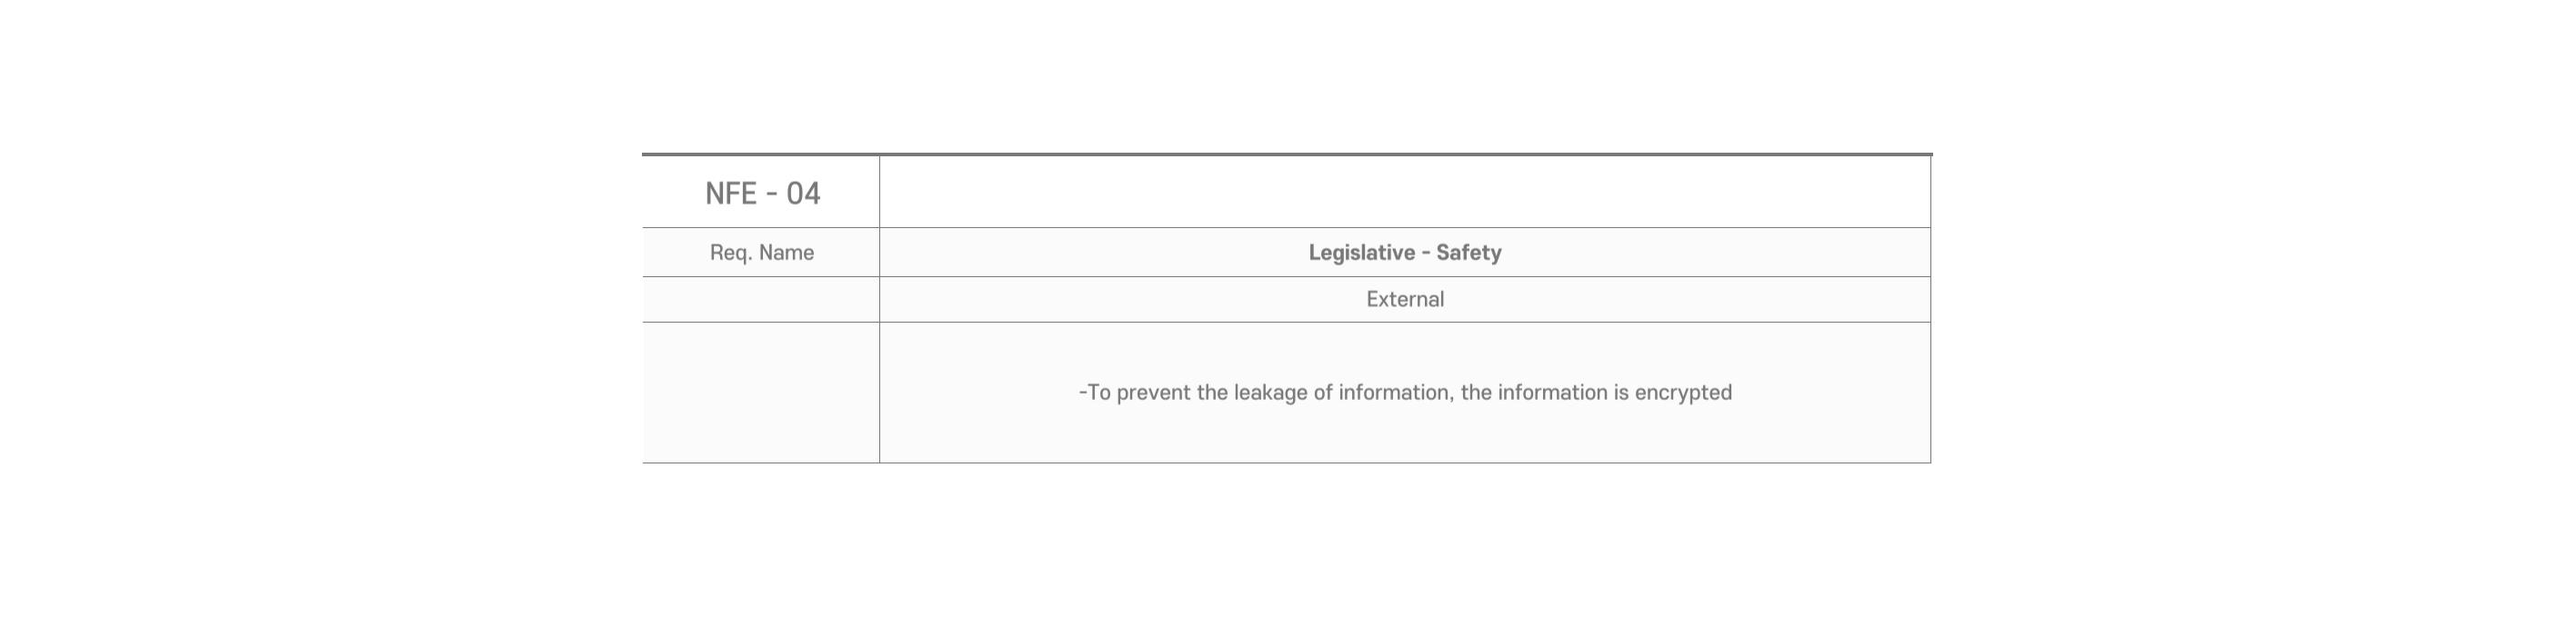 NFE - 04
Req. Name
Legislative - Safety
External
-To prevent the leakage of information, the information is encrypted